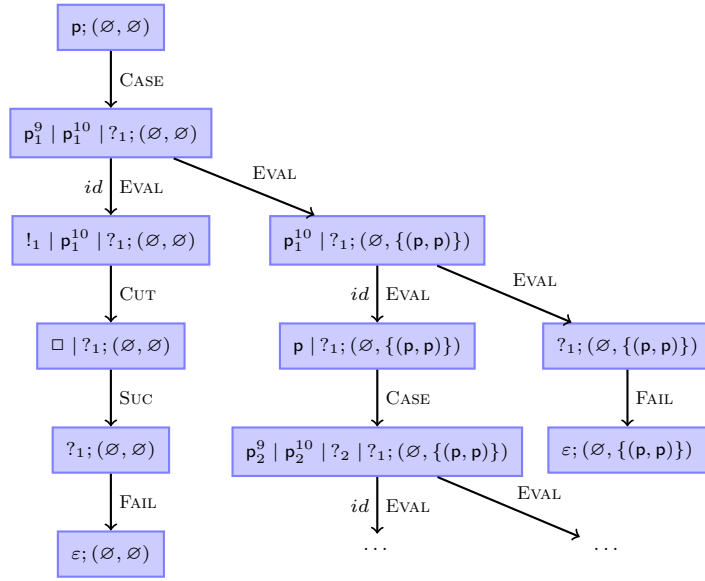 p; (∅, ∅)
CASE
p₁⁹ | p₁¹⁰ | ?₁; (∅, ∅)
id EVAL
EVAL
!₁ | p₁¹⁰ | ?₁; (∅, ∅)
p₁¹⁰ | ?₁; (∅, {(p, p)})
CUT
id EVAL
EVAL
□ | ?₁; (∅, ∅)
p | ?₁; (∅, {(p, p)})
?₁; (∅, {(p, p)})
SUC
CASE
FAIL
?₁; (∅, ∅)
p₂⁹ | p₂¹⁰ | ?₂ | ?₁; (∅, {(p, p)})
ε; (∅, {(p, p)})
FAIL
id EVAL
EVAL
ε; (∅, ∅)
...
...